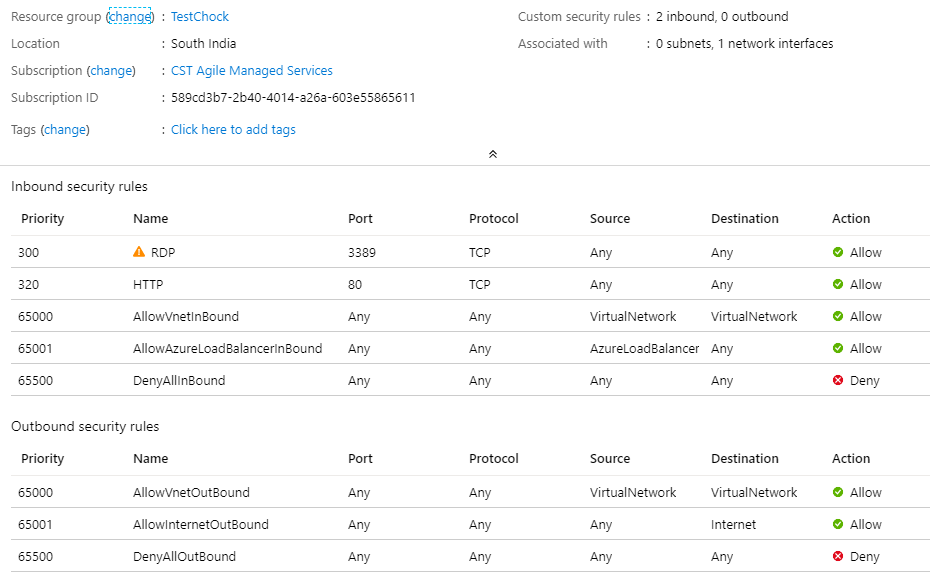 Resource group (change) : TestChock Custom security rules : 2 inbound, 0 outbound
Location : South India Associated with : 0 subnets, 1 network interfaces
Subscription (change) : CST Agile Managed Services
Subscription ID : 589cd3b7-2b40-4014-a26a-603e55865611
Tags (change) : Click here to add tags
Inbound security rules
Priority Name Port Protocol Source Destination Action
300 RDP 3389 TCP Any Any Allow
320 HTTP 80 TCP Any Any Allow
65000 AllowVnetInBound Any Any VirtualNetwork VirtualNetwork Allow
65001 AllowAzureLoadBalancerInBound Any Any AzureLoadBalancer Any Allow
65500 DenyAllInBound Any Any Any Any Deny
Outbound security rules
Priority Name Port Protocol Source Destination Action
65000 AllowVnetOutBound Any Any VirtualNetwork VirtualNetwork Allow
65001 AllowInternetOutBound Any Any Any Internet Allow
65500 DenyAllOutBound Any Any Any Any Deny